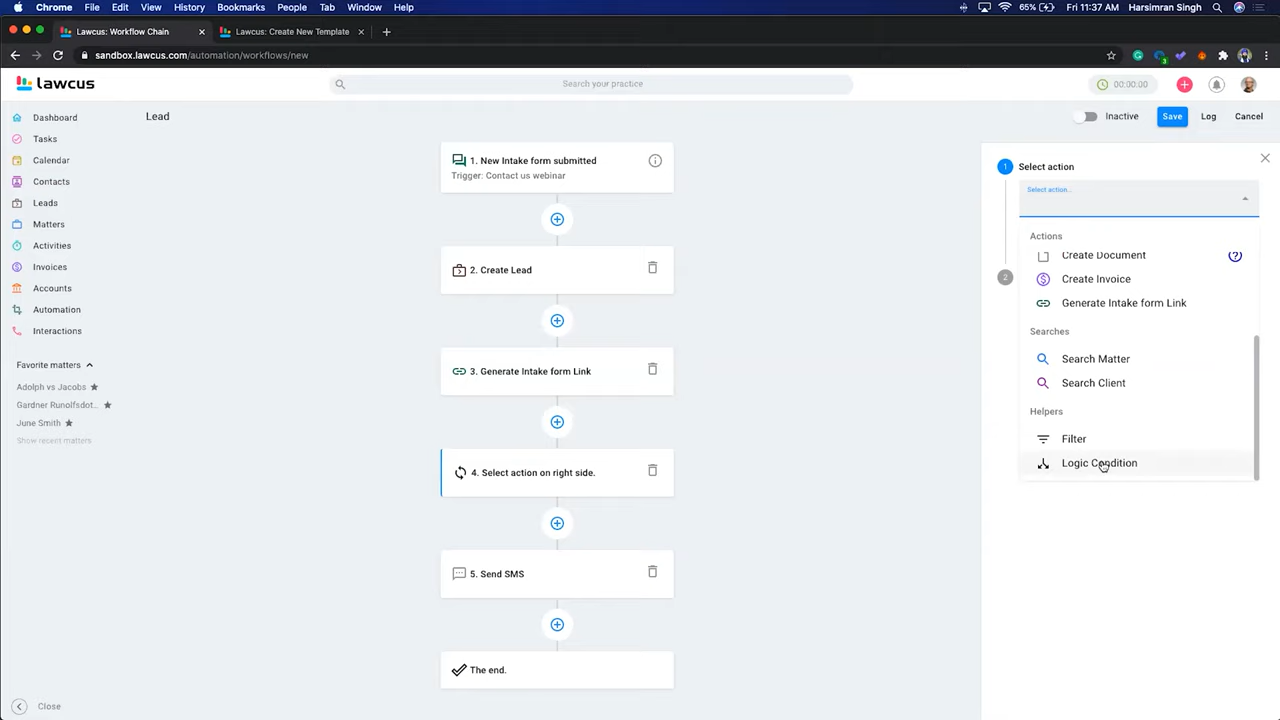 Chrome File Edit View History Bookmarks People Tab Window Help 65% Fri 11:37 AM Harsimran Singh
Lawcus: Workflow Chain
Lawcus: Create New Template
sandbox.lawcus.com/automation/workflows/new
lawcus
Search your practice
00:00:00
Dashboard
Tasks
Calendar
Contacts
Leads
Matters
Activities
Invoices
Accounts
Automation
Interactions
Favorite matters
Adolph vs Jacobs
Gardner Runolfsdot..
June Smith
Show recent matters
Close
Lead
Inactive Save Log Cancel
1. New Intake form submitted
Trigger: Contact us webinar
2. Create Lead
3. Generate Intake form Link
4. Select action on right side.
5. Send SMS
The end.
1 Select action
Select action...
2
Actions
Create Document
Create Invoice
Generate Intake form Link
Searches
Search Matter
Search Client
Helpers
Filter
Logic Condition